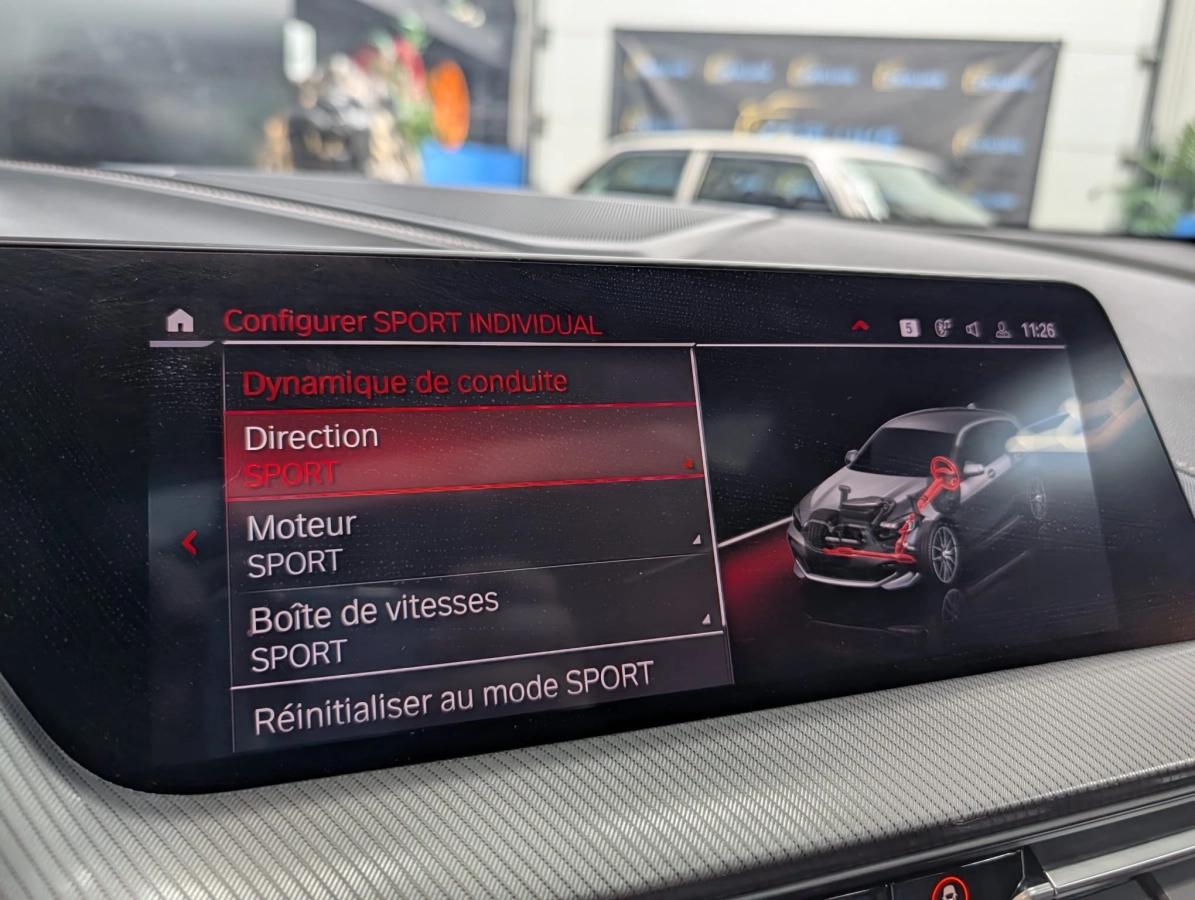 Configurer SPORT INDIVIDUAL
5
11:26
Dynamique de conduite
Direction
SPORT
Moteur
SPORT
Boîte de vitesses
SPORT
Réinitialiser au mode SPORT